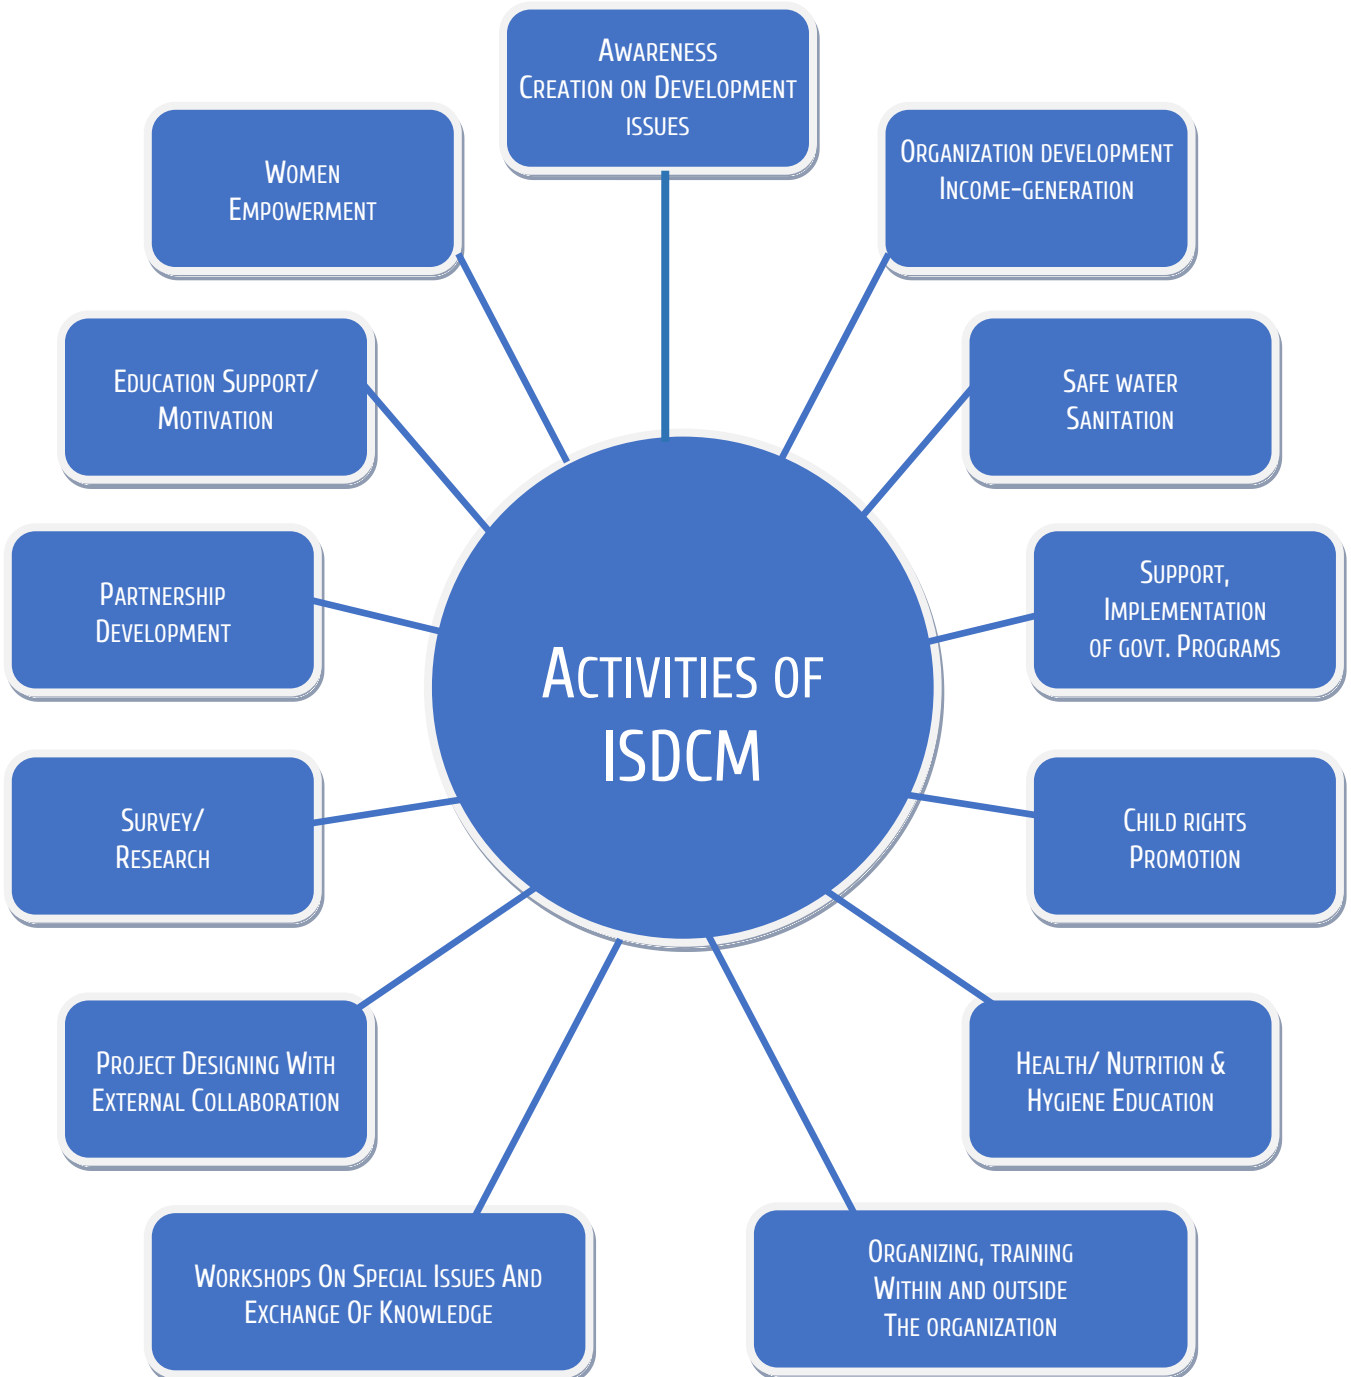 Awareness
Creation on Development
issues
Women
Empowerment
Organization development
Income-generation
Education Support/
Motivation
Safe water
Sanitation
Partnership
Development
Support,
Implementation
of govt. Programs
Activities of
ISDCM
Survey/
Research
Child rights
Promotion
Project Designing With
External Collaboration
Health/ Nutrition &
Hygiene Education
Workshops On Special Issues And
Exchange Of Knowledge
Organizing, training
Within and outside
The organization